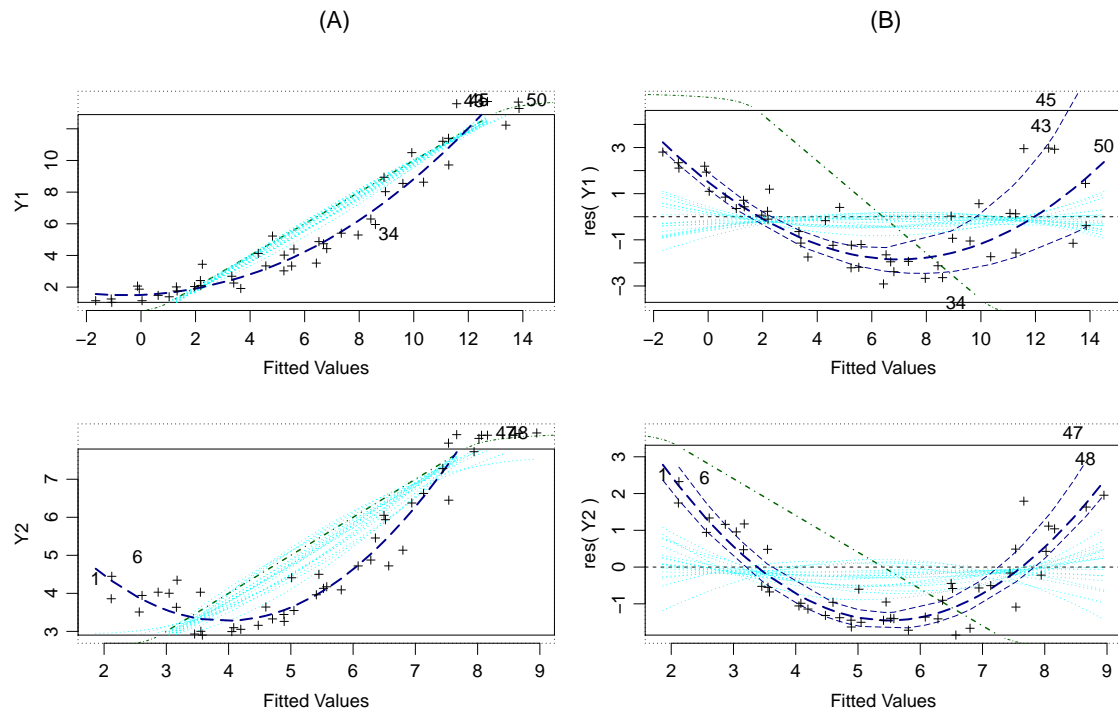 (A)
(B)
Y1
2 4 6 8 10
−2 0 2 4 6 8 10 12 14
Fitted Values
50
34
res( Y1 )
−3 −1 0 1 3
−2 0 2 4 6 8 10 12 14
Fitted Values
45
43
50
34
Y2
3 4 5 6 7
2 3 4 5 6 7 8 9
Fitted Values
1
6
47
res( Y2 )
−1 0 1 2 3
2 3 4 5 6 7 8 9
Fitted Values
1
6
47
48